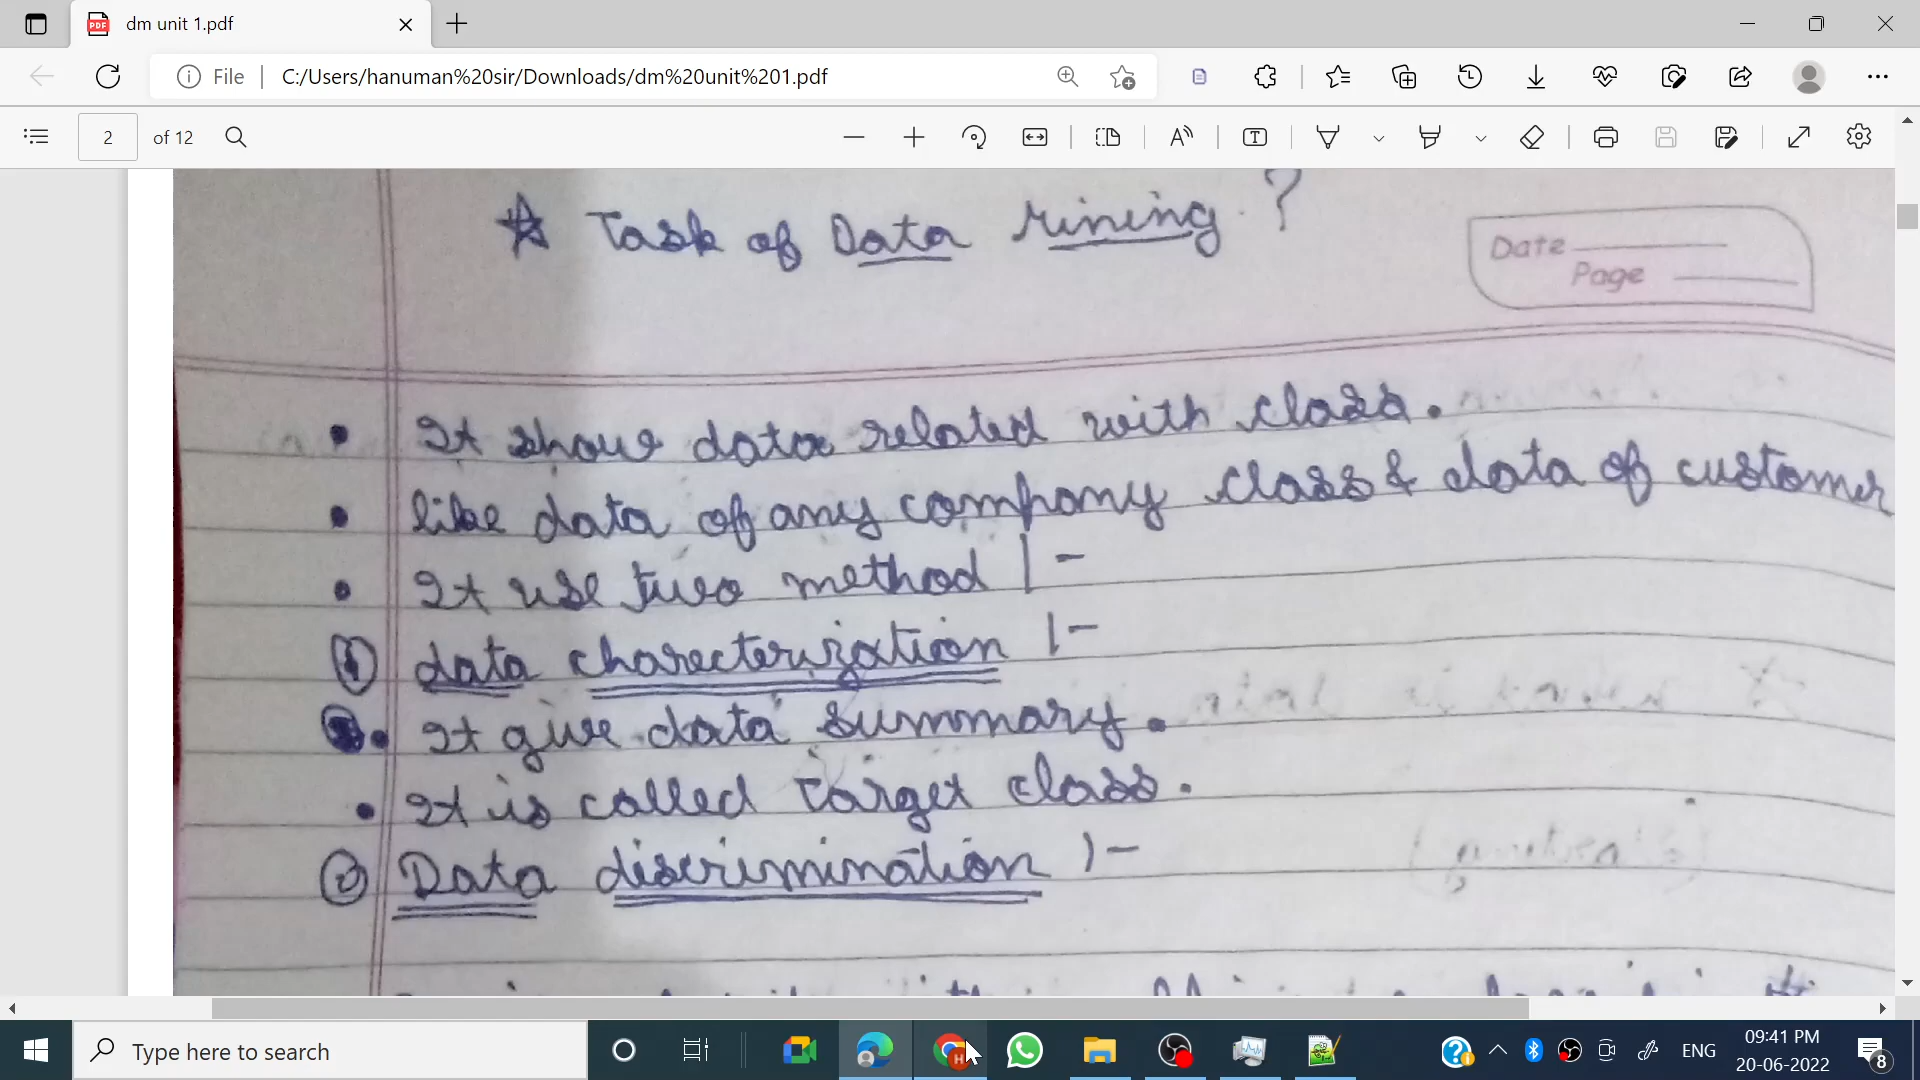 dm unit 1.pdf
File
C:/Users/hanuman%20sir/Downloads/dm%20unit%201.pdf
2 of 12
☆ Task of Data rining ?
Date
Page
• It show data related with class.
• like data of any company class & data of customer
• It use two method |-
① data charecterization |-
• It give data summary.
• It is called Target class.
② Data discrimination |-
Type here to search
ENG
09:41 PM
20-06-2022
8